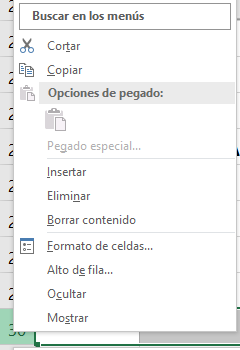 Buscar en los menús
Cortar
Copiar
Opciones de pegado:
Pegado especial...
Insertar
Eliminar
Borrar contenido
Formato de celdas...
Alto de fila...
Ocultar
Mostrar